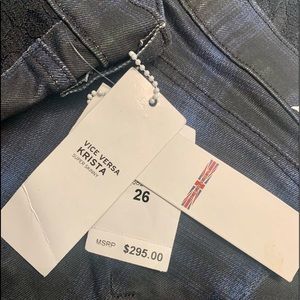 VICE VERSA
KRISTA
SUPER SKINNY
26
MSRP $295.00